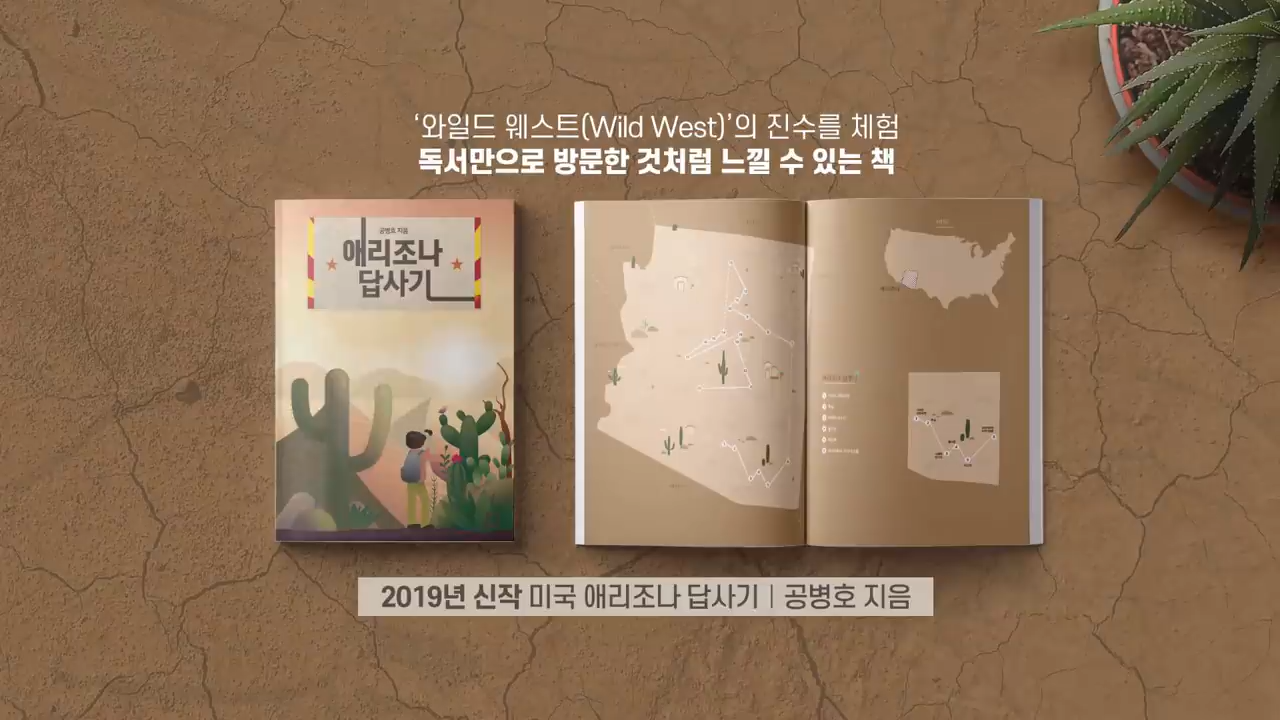 ‘와일드 웨스트(Wild West)’의 진수를 체험
독서만으로 방문한 것처럼 느낄 수 있는 책
공병호 지음
애리조나
답사기
2019년 신작 미국 애리조나 답사기 | 공병호 지음